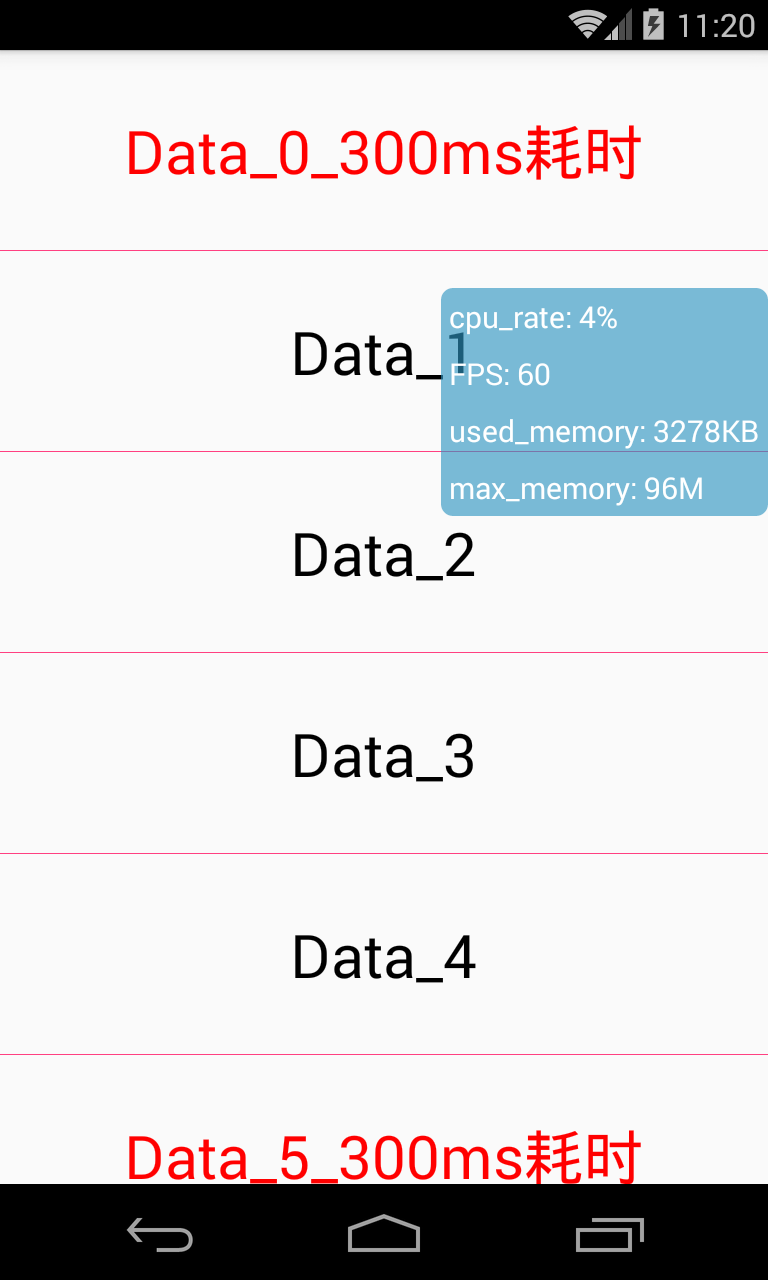 11:20
Data_0_300ms耗时
Data_1
cpu_rate: 4%
FPS: 60
used_memory: 3278KB
max_memory: 96M
Data_2
Data_3
Data_4
Data_5_300ms耗时